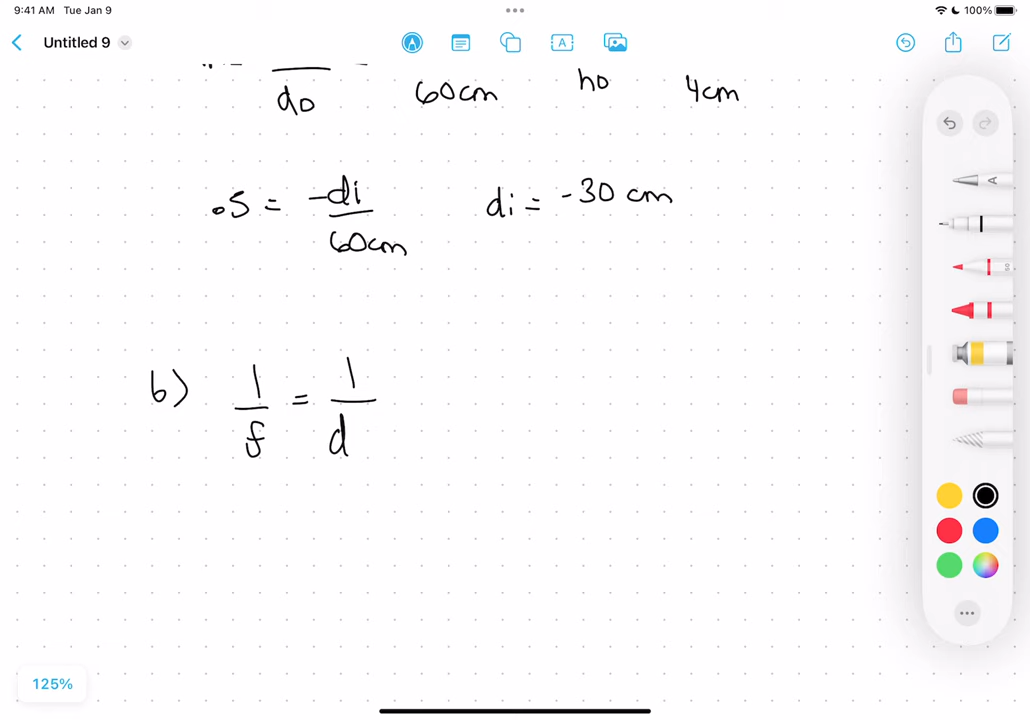 9:41 AM Tue Jan 9
100%
Untitled 9
do 60cm ho 4cm
.5 = -di / 60cm di = -30 cm
b) 1/f = 1/d
50
125%